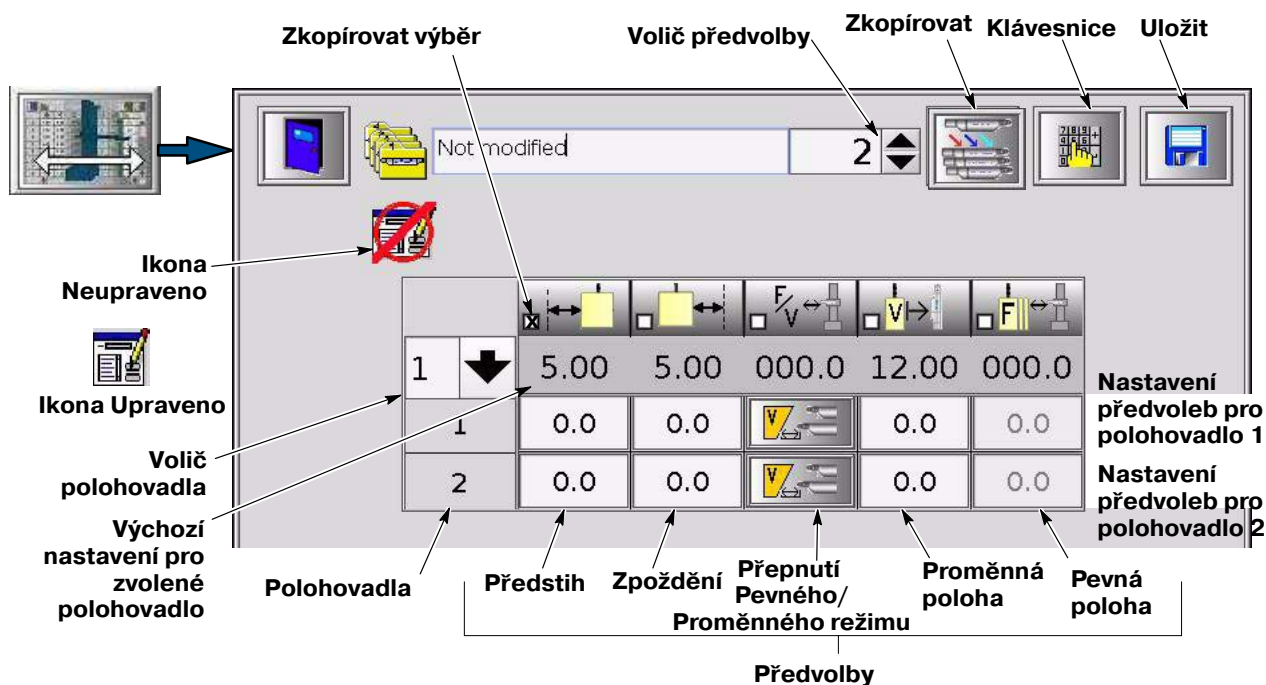 Zkopírovat výběr
Volič předvolby
Zkopírovat
Klávesnice
Uložit
Not modified
2
Ikona
Neupraveno
Ikona Upraveno
F/V
V
F
1
5.00 5.00 000.0 12.00 000.0
1 0.0 0.0 V 0.0 0.0
2 0.0 0.0 V 0.0 0.0
Nastavení
předvoleb pro
polohovadlo 1
Nastavení
předvoleb pro
polohovadlo 2
Volič
polohovadla
Výchozí
nastavení pro
zvolené
polohovadlo
Polohovadla
Předstih
Zpoždění
Přepnutí
Pevného/
Proměnného režimu
Proměnná
poloha
Pevná
poloha
Předvolby